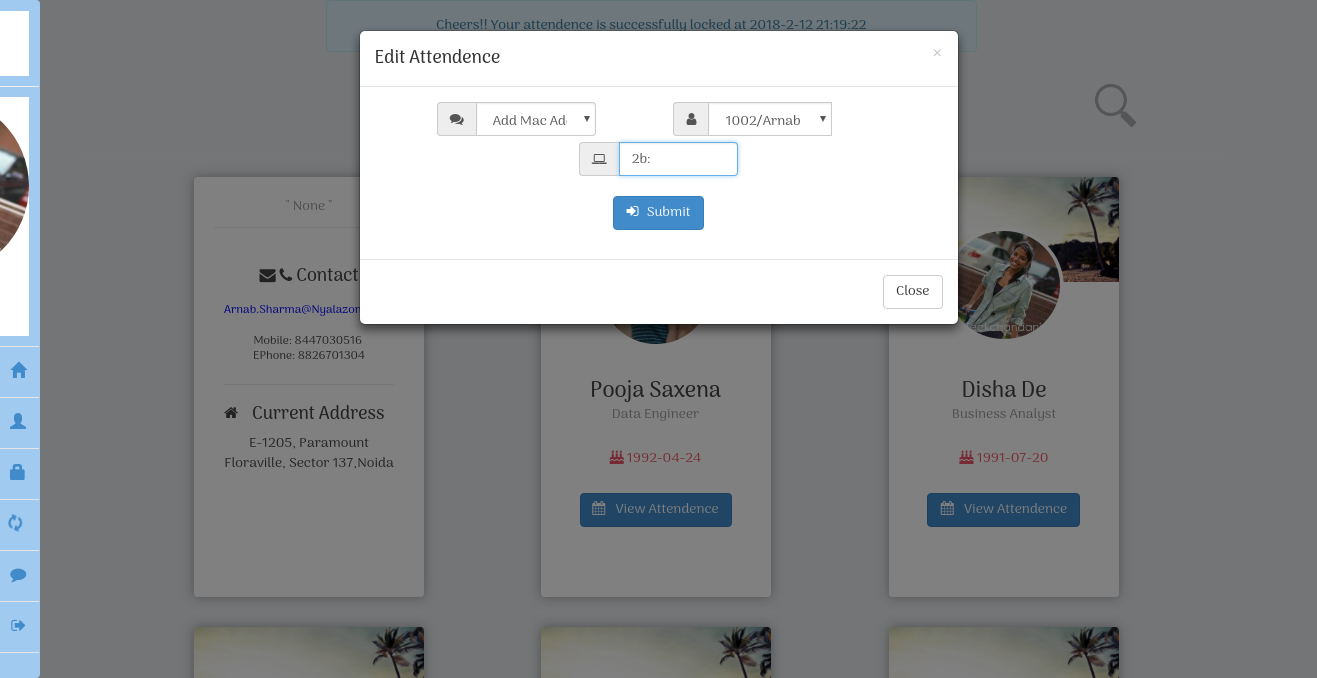 Cheers!! Your attendence is successfully locked at 2018-2-12 21:19:22
Edit Attendence
×
Add Mac Ad
1002/Arnab
2b:
Submit
Close
" None "
Contact
Arnab.Sharma@Nyalazon
Mobile: 8447030516
EPhone: 8826701304
Current Address
E-1205, Paramount
Floraville, Sector 137,Noida
Pooja Saxena
Data Engineer
1992-04-24
View Attendence
Disha De
Business Analyst
1991-07-20
View Attendence